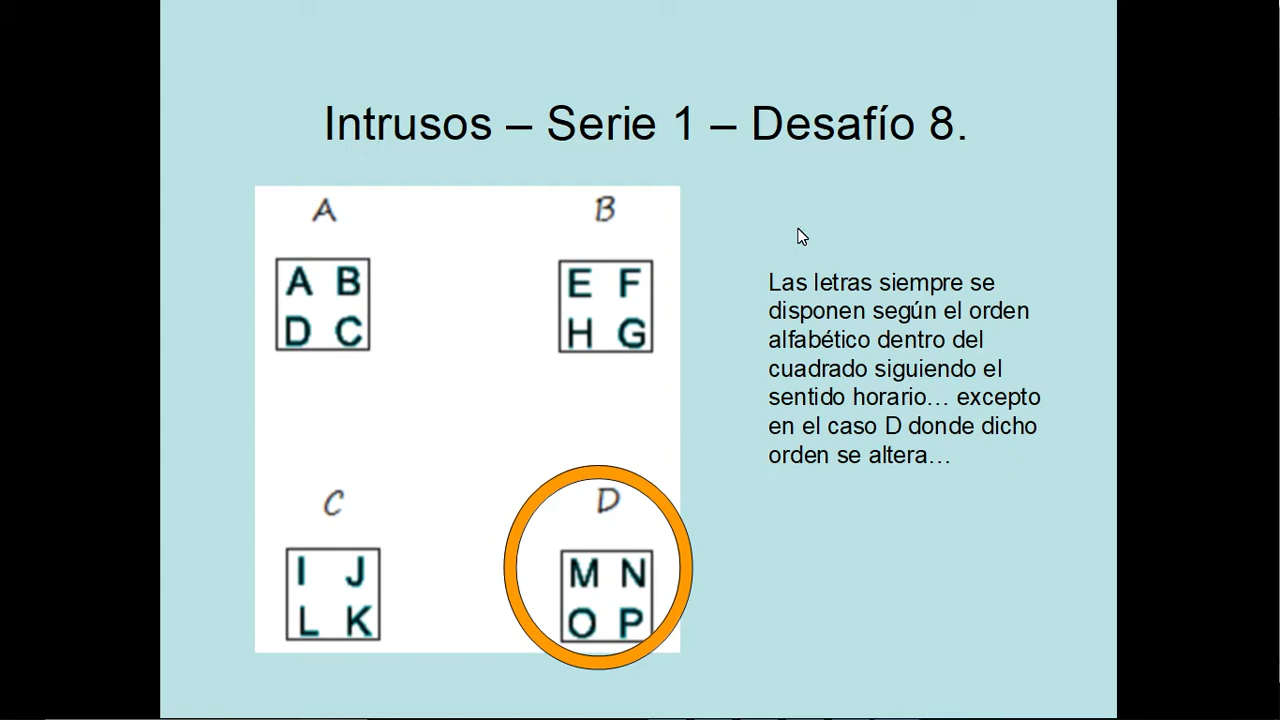 Intrusos – Serie 1 – Desafío 8.
A
B
A B
D C
E F
H G
Las letras siempre se
disponen según el orden
alfabético dentro del
cuadrado siguiendo el
sentido horario… excepto
en el caso D donde dicho
orden se altera…
C
D
I J
L K
M N
O P